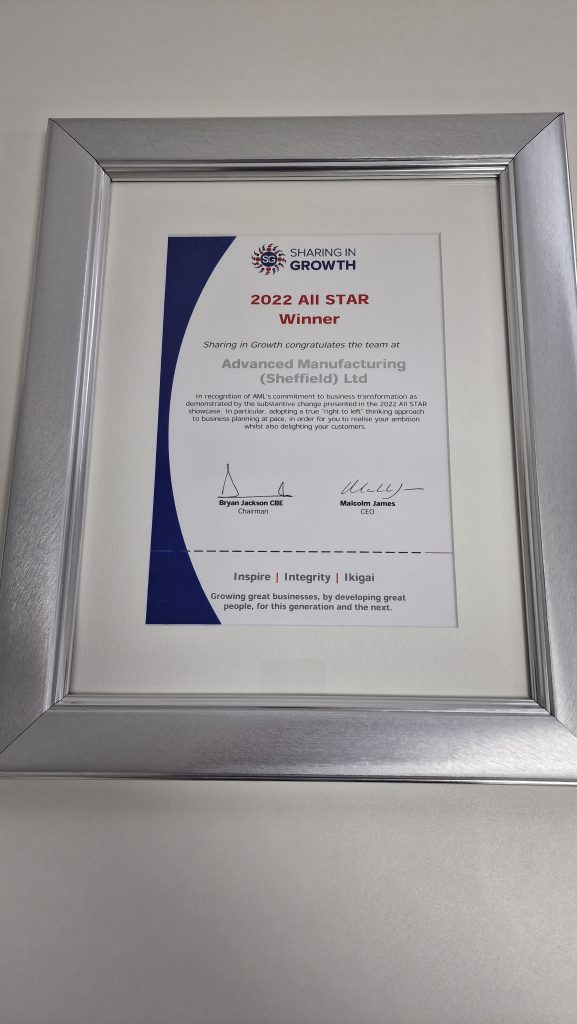 SG
SHARING IN
GROWTH
2022 All STAR
Winner
Sharing in Growth congratulates the team at
Advanced Manufacturing
(Sheffield) Ltd
In recognition of AML's commitment to business transformation as
demonstrated by the substantive change presented in the 2022 All STAR
showcase. In particular, adopting a true "right to left" thinking approach
to business planning at pace, in order for you to realise your ambition
whilst also delighting your customers.
Bryan Jackson CBE
Chairman
Malcolm James
CEO
Inspire | Integrity | Ikigai
Growing great businesses, by developing great
people, for this generation and the next.